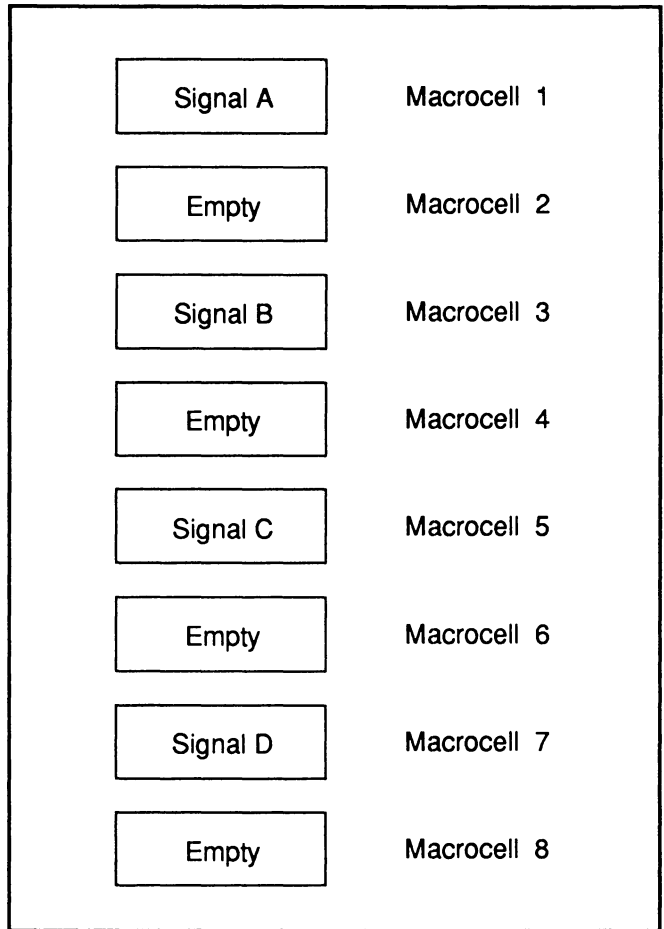 Signal A Macrocell 1
Empty Macrocell 2
Signal B Macrocell 3
Empty Macrocell 4
Signal C Macrocell 5
Empty Macrocell 6
Signal D Macrocell 7
Empty Macrocell 8